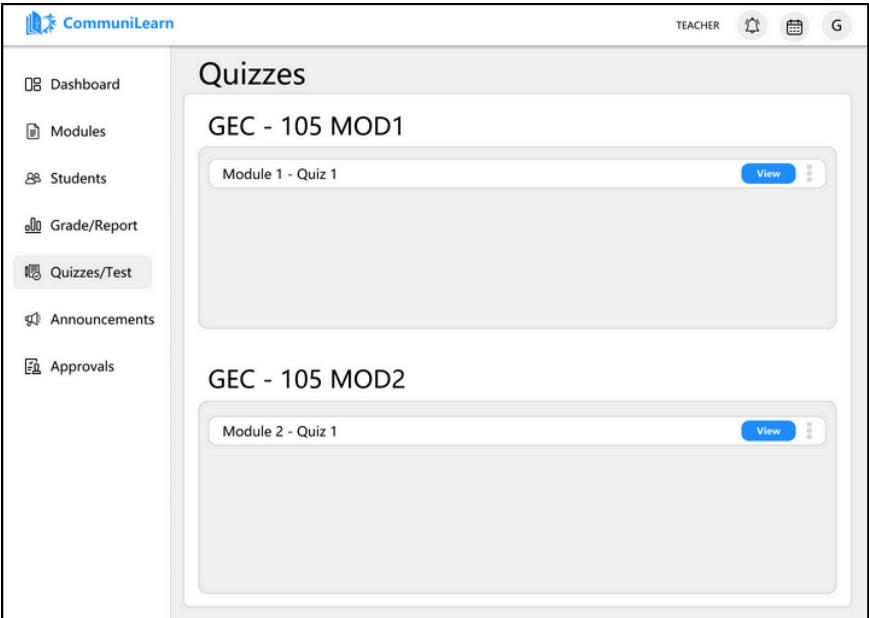 CommuniLearn
TEACHER
G
Dashboard
Modules
Students
Grade/Report
Quizzes/Test
Announcements
Approvals
Quizzes
GEC - 105 MOD1
Module 1 - Quiz 1
View
GEC - 105 MOD2
Module 2 - Quiz 1
View